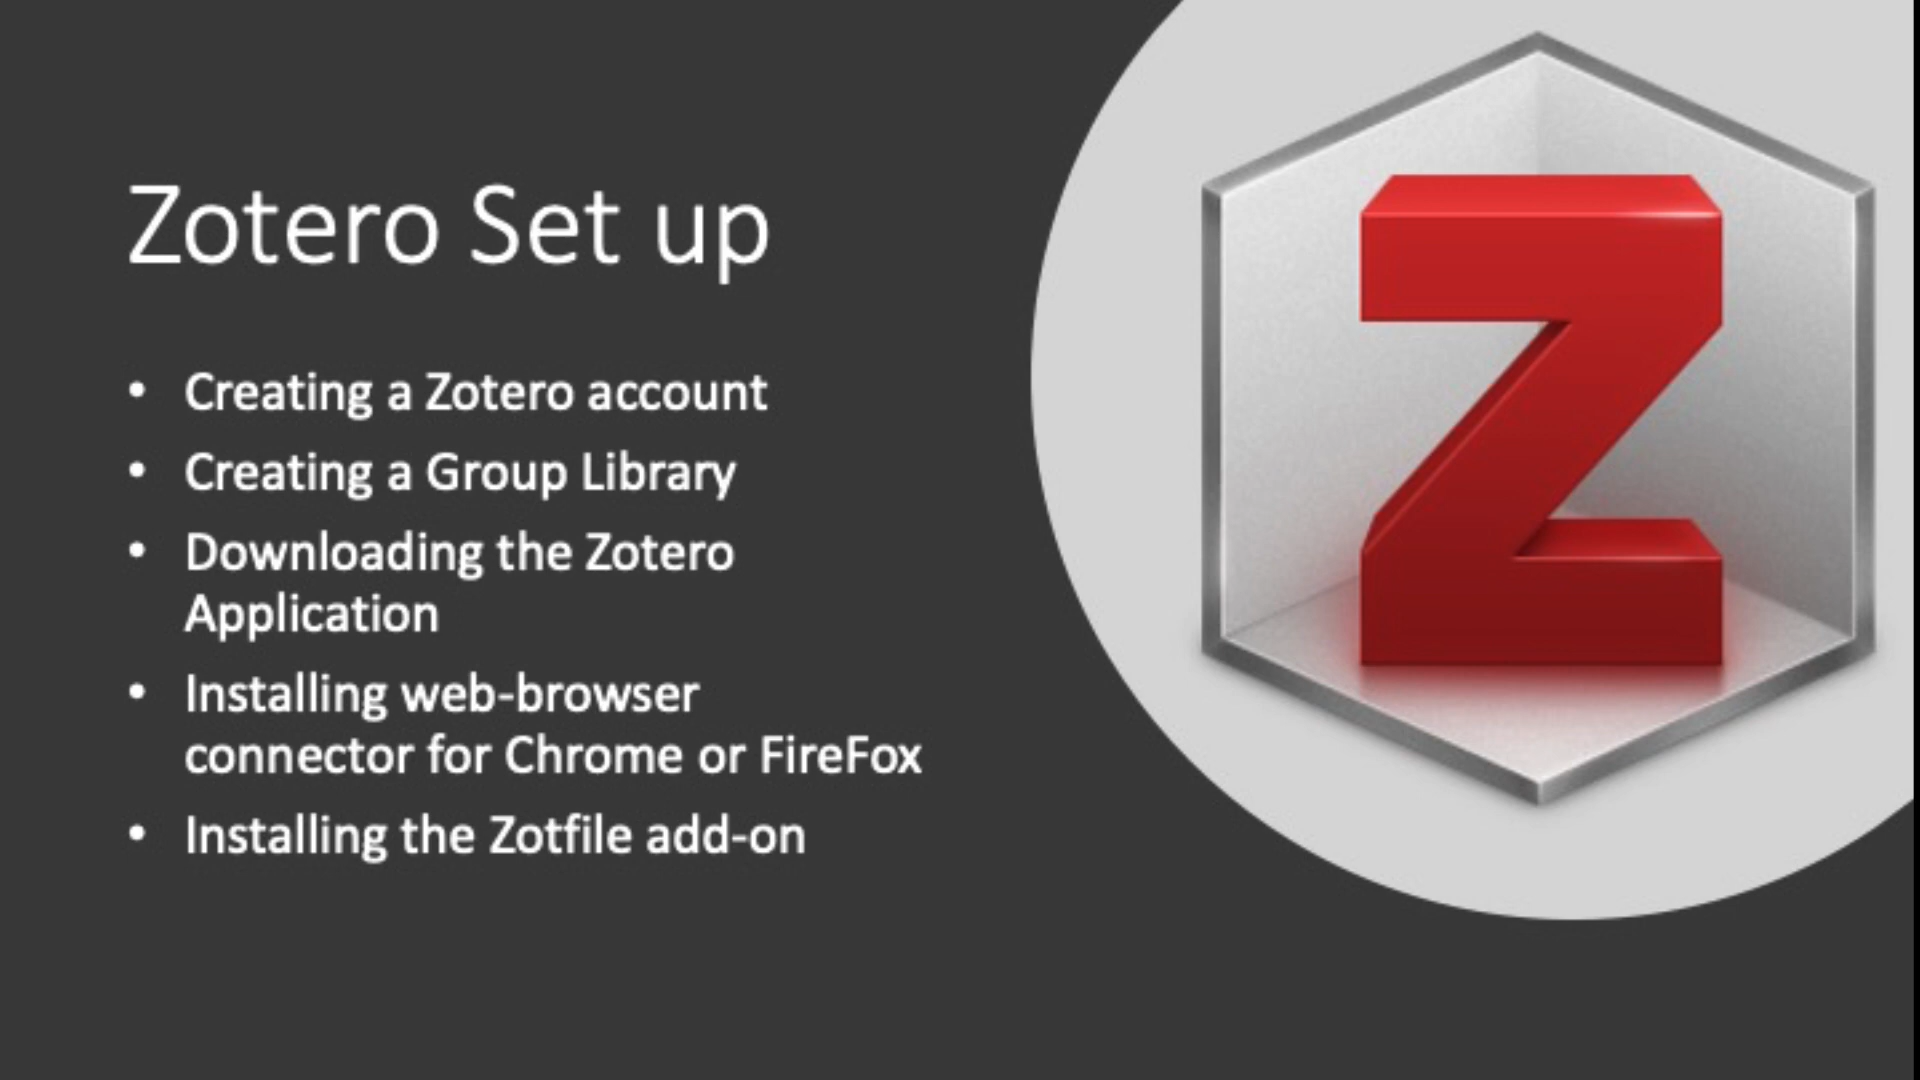 Zotero Set up
• Creating a Zotero account
• Creating a Group Library
• Downloading the Zotero
Application
• Installing web-browser
connector for Chrome or FireFox
• Installing the Zotfile add-on
Z